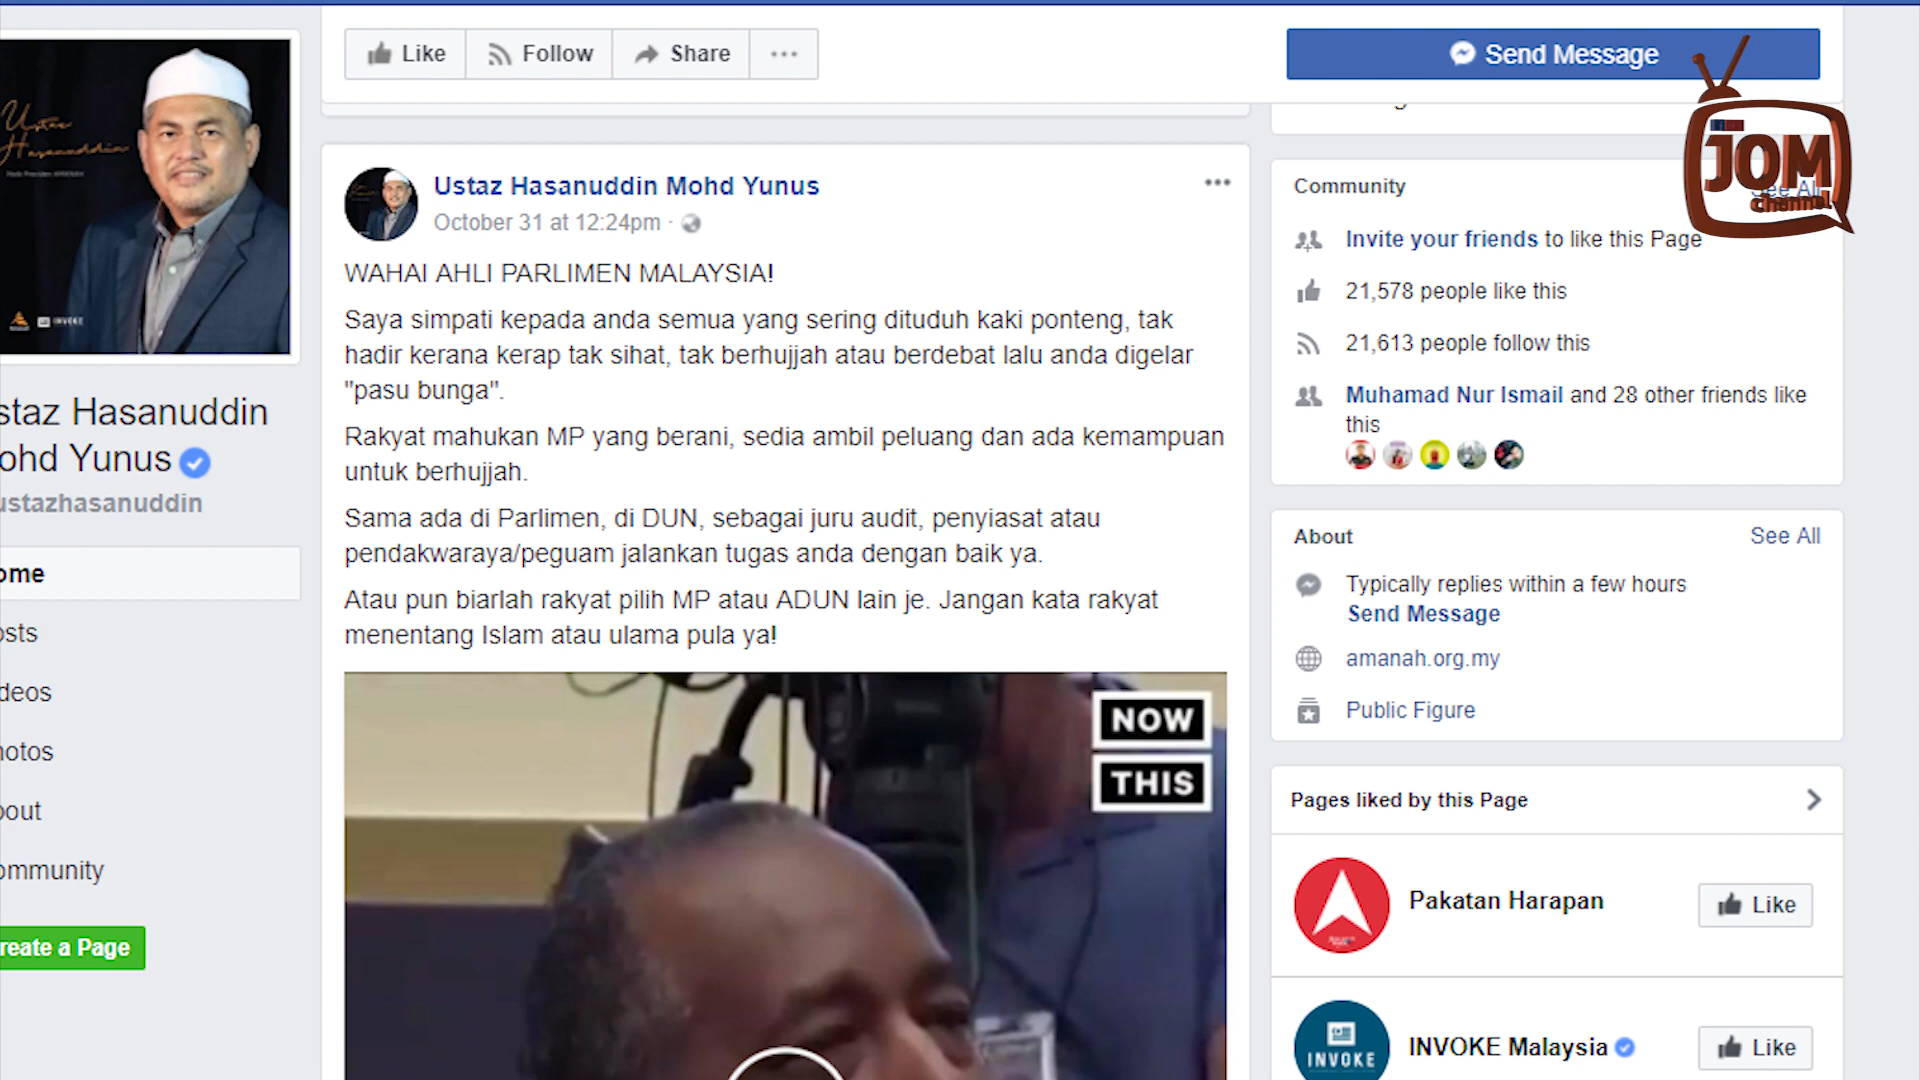 Like
Follow
Share
Send Message
JOM
channel
Ustaz
Hasanuddin
INVOKE
staz Hasanuddin
ohd Yunus
ustazhasanuddin
ome
osts
deos
hotos
bout
ommunity
reate a Page
Ustaz Hasanuddin Mohd Yunus
October 31 at 12:24pm ·
WAHAI AHLI PARLIMEN MALAYSIA!
Saya simpati kepada anda semua yang sering dituduh kaki ponteng, tak
hadir kerana kerap tak sihat, tak berhujjah atau berdebat lalu anda digelar
"pasu bunga".
Rakyat mahukan MP yang berani, sedia ambil peluang dan ada kemampuan
untuk berhujjah.
Sama ada di Parlimen, di DUN, sebagai juru audit, penyiasat atau
pendakwaraya/peguam jalankan tugas anda dengan baik ya.
Atau pun biarlah rakyat pilih MP atau ADUN lain je. Jangan kata rakyat
menentang Islam atau ulama pula ya!
NOW
THIS
Community
See All
Invite your friends to like this Page
21,578 people like this
21,613 people follow this
Muhamad Nur Ismail and 28 other friends like
this
About
See All
Typically replies within a few hours
Send Message
amanah.org.my
Public Figure
Pages liked by this Page
Pakatan Harapan
Like
INVOKE
INVOKE Malaysia
Like